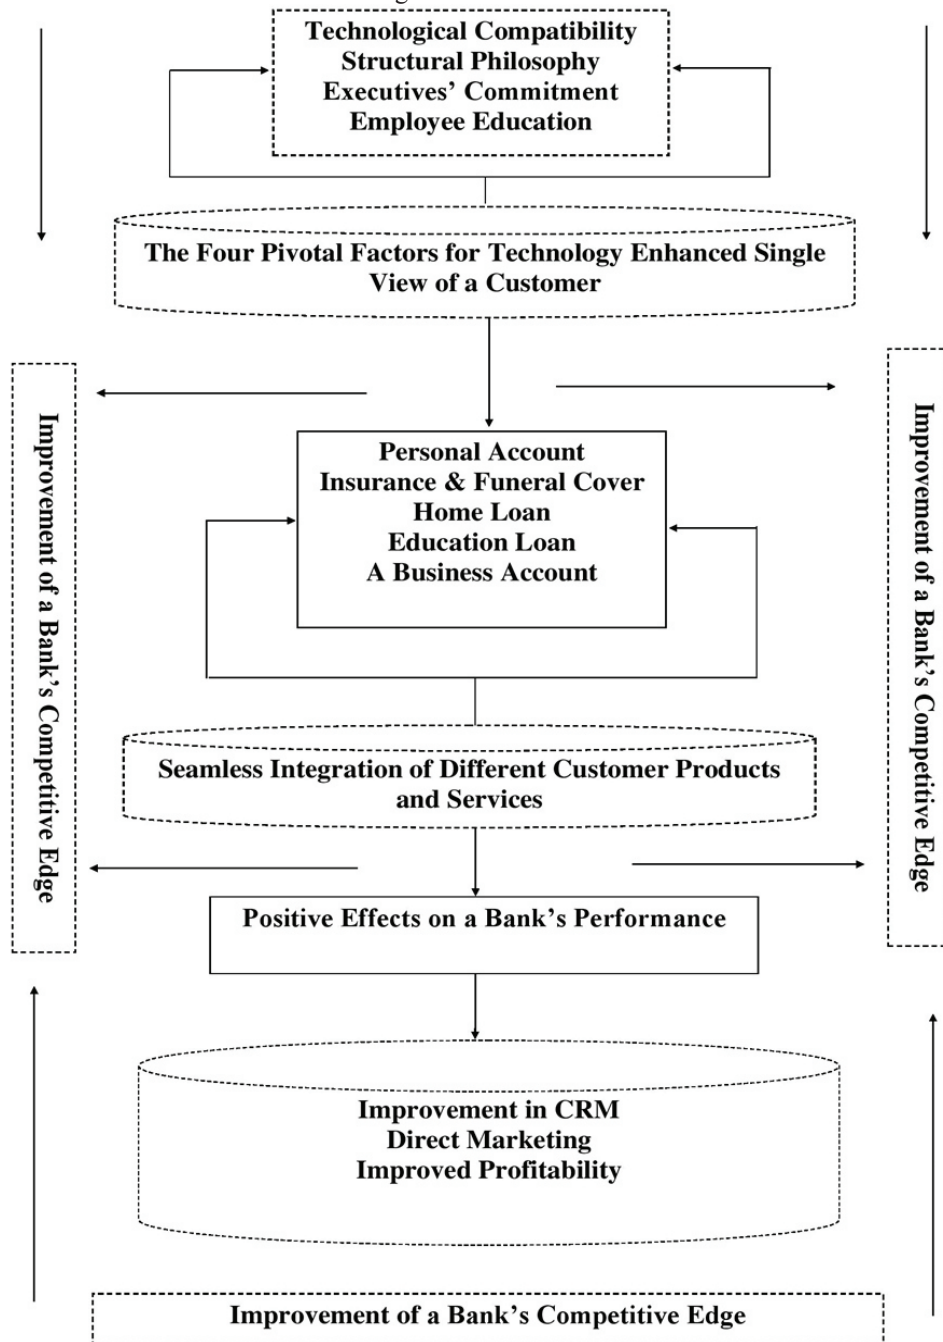 Technological Compatibility
Structural Philosophy
Executives' Commitment
Employee Education
The Four Pivotal Factors for Technology Enhanced Single
View of a Customer
Improvement of a Bank's Competitive Edge
Improvement of a Bank's Competitive Edge
Personal Account
Insurance & Funeral Cover
Home Loan
Education Loan
A Business Account
Seamless Integration of Different Customer Products
and Services
Positive Effects on a Bank's Performance
Improvement in CRM
Direct Marketing
Improved Profitability
Improvement of a Bank's Competitive Edge